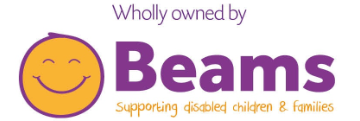 Wholly owned by
Beams
Supporting disabled children & families